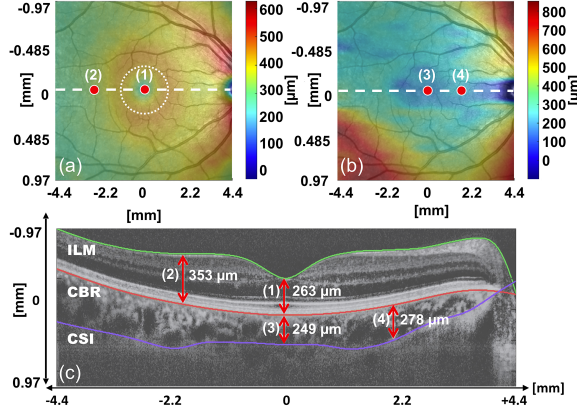 -0.97
-0.485
0
0.485
0.97
[mm]
(2)
(1)
(a)
-4.4
-2.2
0
2.2
4.4
[mm]
600
500
400
300
200
100
0
[µm]
-0.97
-0.485
0
0.485
0.97
[mm]
(3)
(4)
(b)
-4.4
-2.2
0
2.2
4.4
[mm]
800
700
600
500
400
300
200
100
0
[µm]
-0.97
0
0.97
[mm]
ILM
CBR
CSI
(2)
353 µm
(1)
263 µm
(3)
249 µm
(4)
278 µm
(c)
-4.4
-2.2
0
2.2
+4.4
[mm]